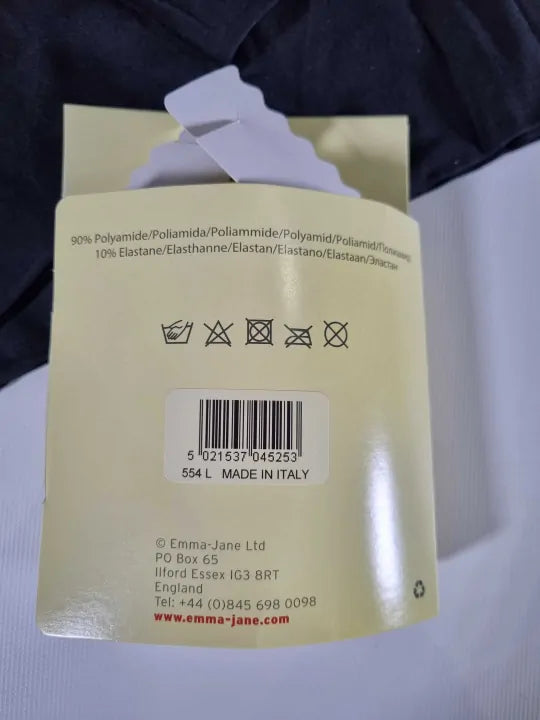 90% Polyamide/Poliamida/Poliammide/Polyamid/Poliamid/Полиамид
10% Elastane/Elasthanne/Elastan/Elastano/Elastaan/Эластан
5 021537 045253
554 L MADE IN ITALY
© Emma-Jane Ltd
PO Box 65
Ilford Essex IG3 8RT
England
Tel: +44 (0)845 698 0098
www.emma-jane.com